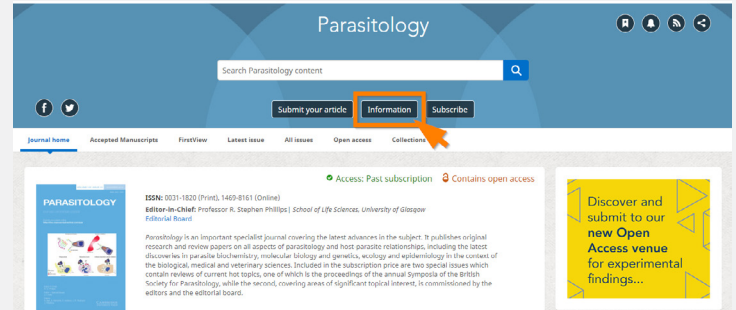 Parasitology
Search Parasitology content
Submit your article Information Subscribe
Journal home Accepted Manuscripts FirstView Latest issue All issues Open access Collections
Access: Past subscription Contains open access
PARASITOLOGY
ISSN: 0031-1820 (Print), 1469-8161 (Online)
Editor-in-Chief: Professor R. Stephen Phillips | School of Life Sciences, University of Glasgow
Editorial Board
Parasitology is an important specialist journal covering the latest advances in the subject. It publishes original
research and review papers on all aspects of parasitology and host-parasite relationships, including the latest
discoveries in parasite biochemistry, molecular biology and genetics, ecology and epidemiology in the context of
the biological, medical and veterinary sciences. Included in the subscription price are two special issues which
contain reviews of current hot topics, one of which is the proceedings of the annual Symposia of the British
Society for Parasitology, while the second, covering areas of significant topical interest, is commissioned by the
editors and the editorial board.
Discover and
submit to our
new Open
Access venue
for experimental
findings...